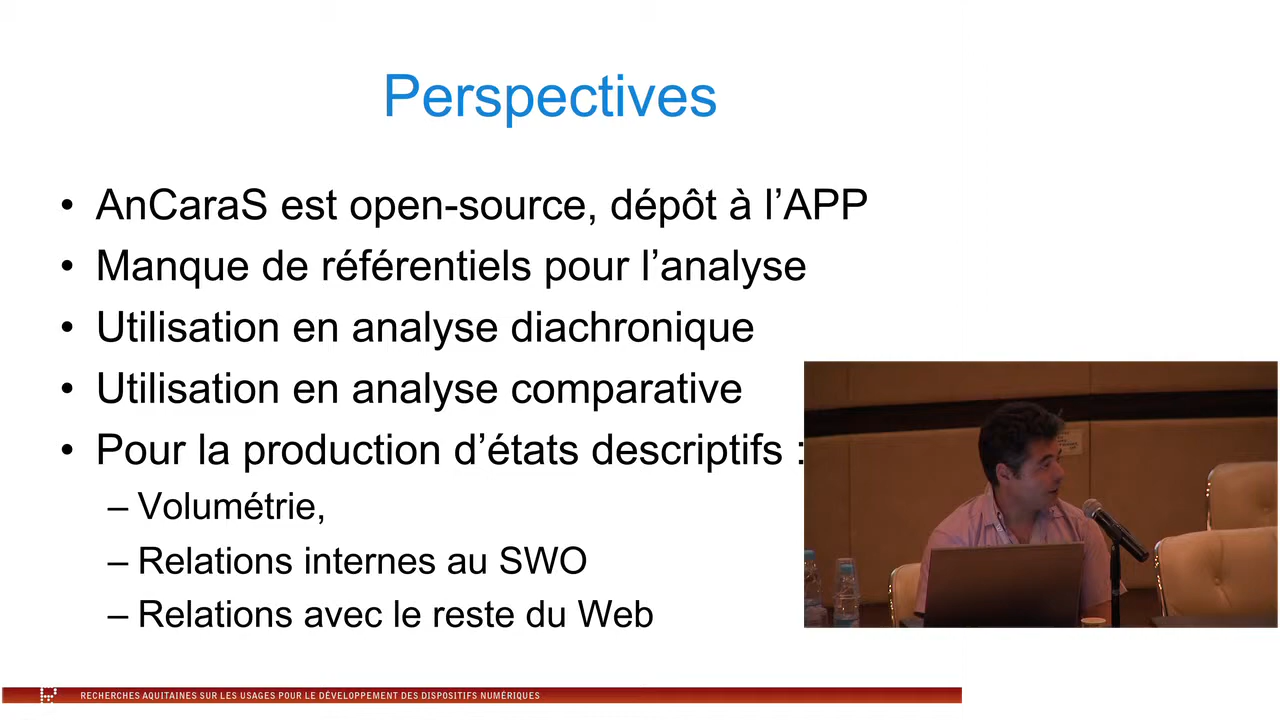 Perspectives
• AnCaraS est open-source, dépôt à l’APP
• Manque de référentiels pour l’analyse
• Utilisation en analyse diachronique
• Utilisation en analyse comparative
• Pour la production d’états descriptifs :
– Volumétrie,
– Relations internes au SWO
– Relations avec le reste du Web
RECHERCHES AQUITAINES SUR LES USAGES POUR LE DÉVELOPPEMENT DES DISPOSITIFS NUMÉRIQUES